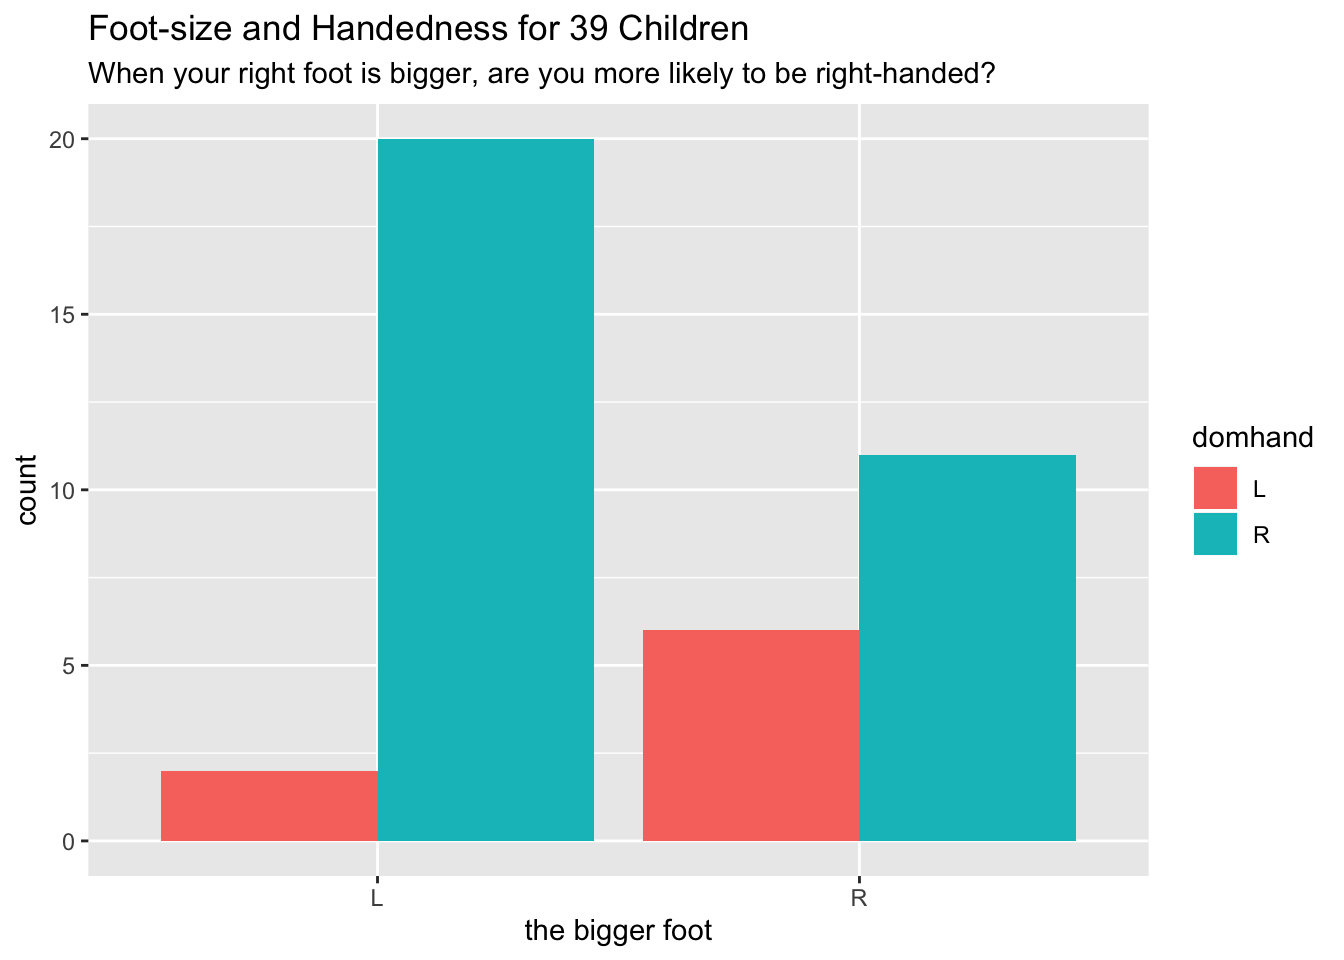 Foot-size and Handedness for 39 Children
When your right foot is bigger, are you more likely to be right-handed?
20
15
10
5
0
count
L
R
the bigger foot
domhand
L
R